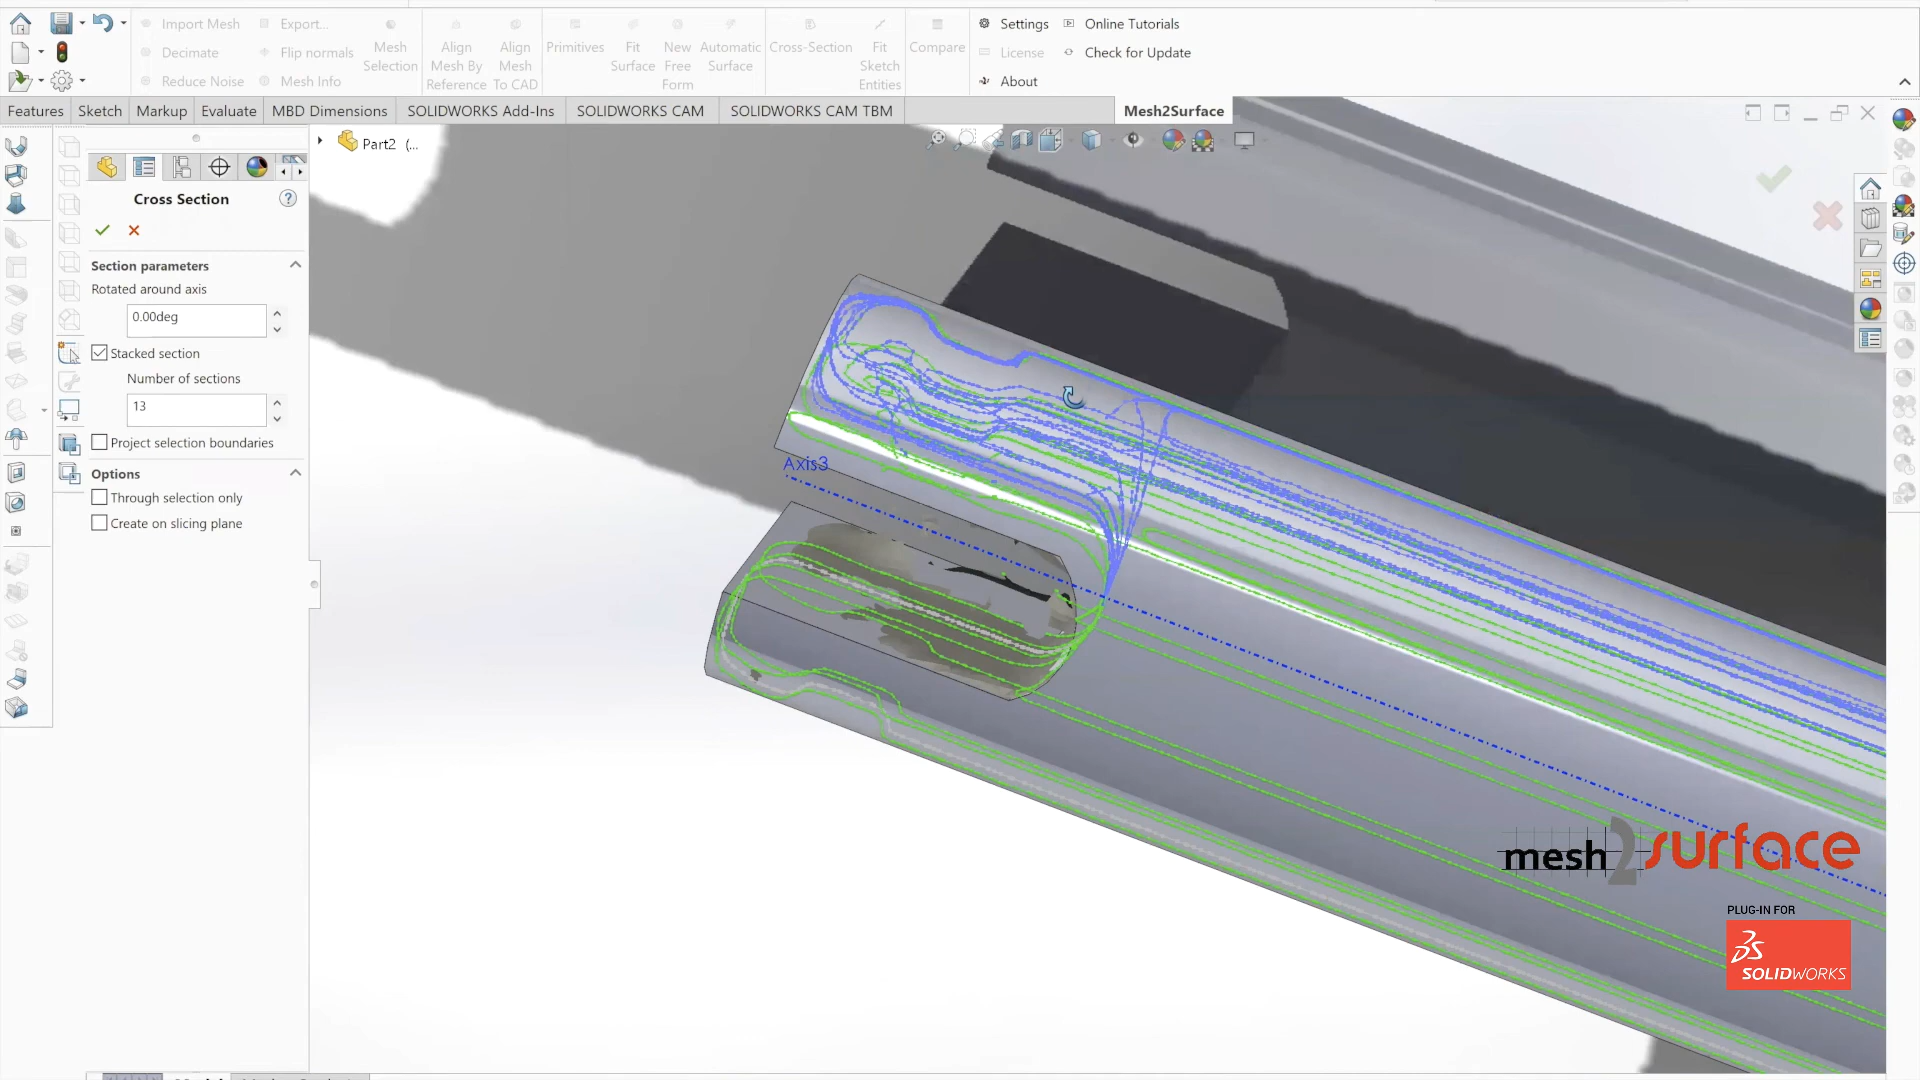 Import Mesh
Export...
Decimate
Flip normals
Reduce Noise
Mesh Info
Mesh
Selection
Align
Mesh By
Reference
Align
Mesh
To CAD
Primitives
Fit
Surface
New
Free
Form
Automatic
Surface
Cross-Section
Fit
Sketch
Entities
Compare
Settings
Online Tutorials
License
Check for Update
About
Features
Sketch
Markup
Evaluate
MBD Dimensions
SOLIDWORKS Add-Ins
SOLIDWORKS CAM
SOLIDWORKS CAM TBM
Mesh2Surface
Part2 (...
Cross Section
Section parameters
Rotated around axis
0.00deg
Stacked section
Number of sections
13
Project selection boundaries
Options
Through selection only
Create on slicing plane
Axis3
mesh2surface
PLUG-IN FOR
SOLIDWORKS